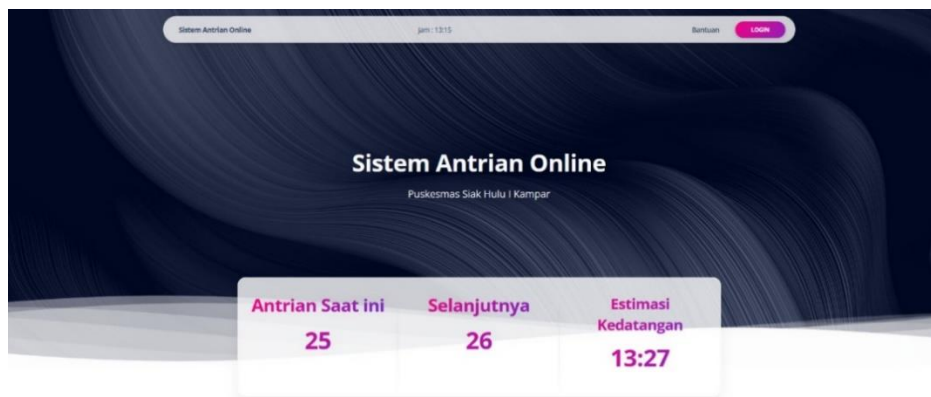 Sistem Antrian Online
Jam : 13:15
Bantuan
LOGIN
Sistem Antrian Online
Puskesmas Siak Hulu I Kampar
Antrian Saat ini
25
Selanjutnya
26
Estimasi
Kedatangan
13:27